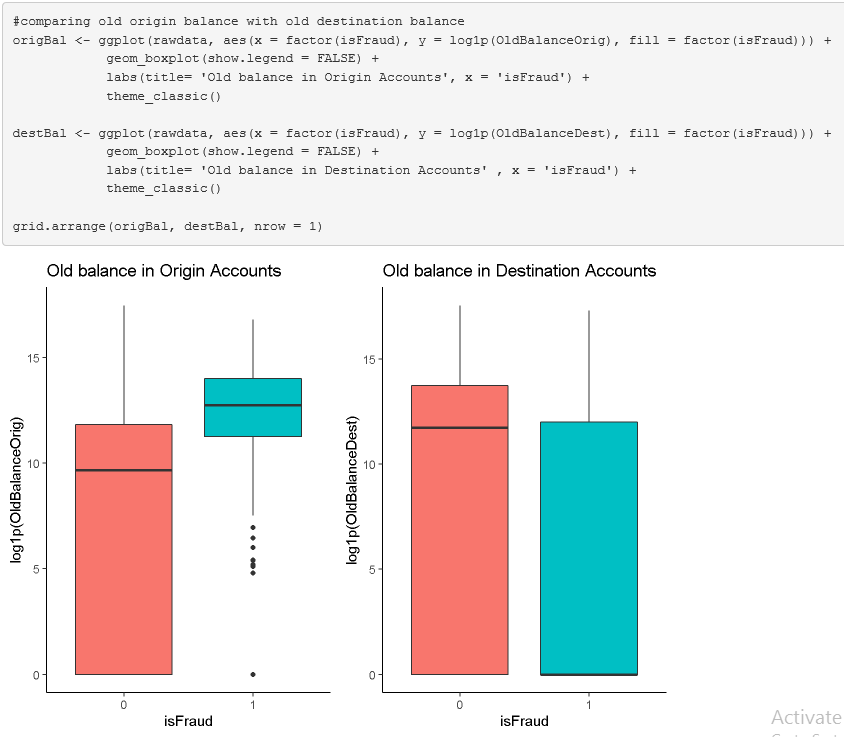 #comparing old origin balance with old destination balance
origBal <- ggplot(rawdata, aes(x = factor(isFraud), y = log1p(OldBalanceOrig), fill = factor(isFraud))) +
geom_boxplot(show.legend = FALSE) +
labs(title= 'Old balance in Origin Accounts', x = 'isFraud') +
theme_classic()
destBal <- ggplot(rawdata, aes(x = factor(isFraud), y = log1p(OldBalanceDest), fill = factor(isFraud))) +
geom_boxplot(show.legend = FALSE) +
labs(title= 'Old balance in Destination Accounts' , x = 'isFraud') +
theme_classic()
grid.arrange(origBal, destBal, nrow = 1)
Old balance in Origin Accounts
15
10
5
0
log1p(OldBalanceOrig)
0 1
isFraud
Old balance in Destination Accounts
15
10
5
0
log1p(OldBalanceDest)
0 1
isFraud
Activate